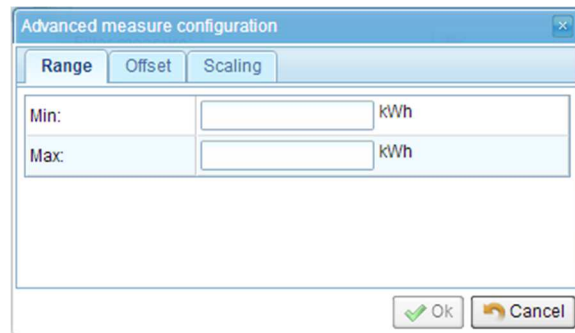 Advanced measure configuration
Range Offset Scaling
Min: kWh
Max: kWh
Ok Cancel